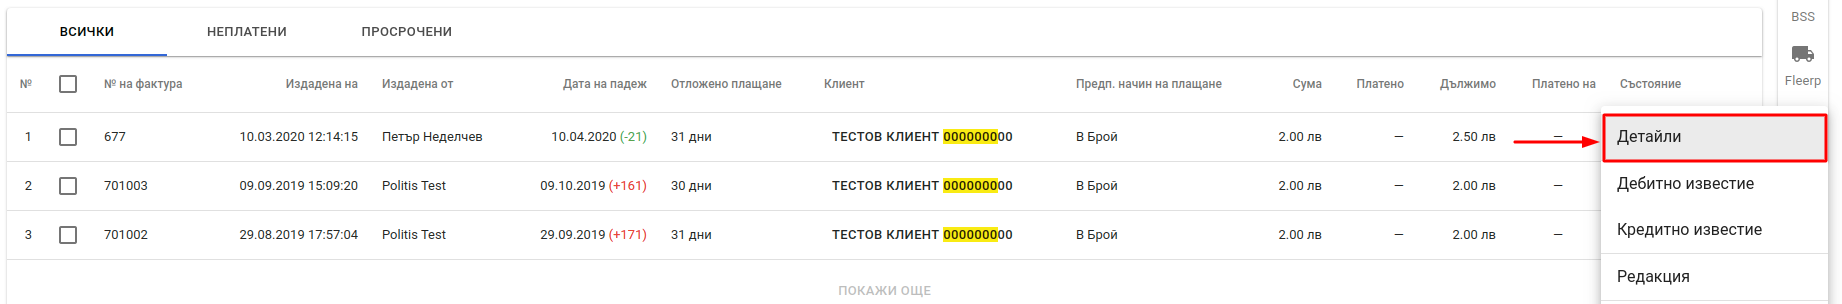 BSS
ВСИЧКИ НЕПЛАТЕНИ ПРОСРОЧЕНИ
Fleerp
№ № на фактура Издадена на Издадена от Дата на падеж Отложено плащане Клиент Предп. начин на плащане Сума Платено Дължимо Платено на Състояние
1 677 10.03.2020 12:14:15 Петър Неделчев 10.04.2020 (-21) 31 дни ТЕСТОВ КЛИЕНТ 000000000 В Брой 2.00 лв — 2.50 лв —
2 701003 09.09.2019 15:09:20 Politis Test 09.10.2019 (+161) 30 дни ТЕСТОВ КЛИЕНТ 000000000 В Брой 2.00 лв — 2.00 лв —
3 701002 29.08.2019 17:57:04 Politis Test 29.09.2019 (+171) 31 дни ТЕСТОВ КЛИЕНТ 000000000 В Брой 2.00 лв — 2.00 лв —
ПОКАЖИ ОЩЕ
Детайли
Дебитно известие
Кредитно известие
Редакция